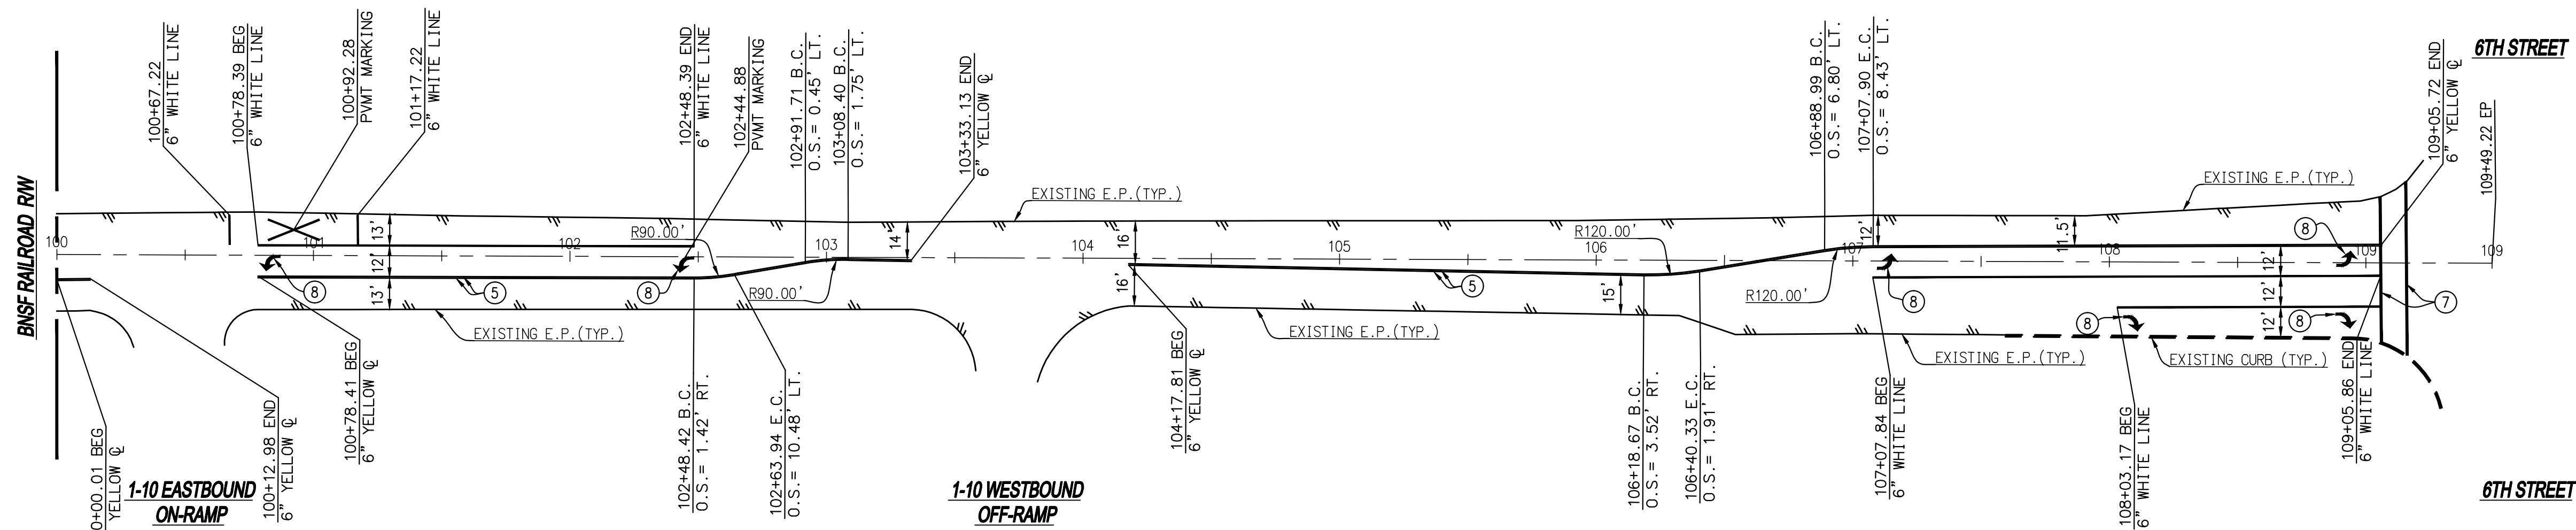 100+67.22
6" WHITE LINE
100+78.39 BEG
6" WHITE LINE
100+92.28
PVMT MARKING
101+17.22
6" WHITE LINE
102+48.39 END
6" WHITE LINE
102+44.88
PVMT MARKING
102+91.71 B.C.
O.S.= 0.45' LT.
103+08.40 B.C.
O.S.= 1.75' LT.
103+33.13 END
6" YELLOW ℄
106+88.99 B.C.
O.S.= 6.80' LT.
107+07.90 E.C.
O.S.= 8.43' LT.
109+05.72 END
6" YELLOW ℄
6TH STREET
109+49.22 EP
BNSF RAILROAD R/W
EXISTING E.P.(TYP.)
EXISTING E.P.(TYP.)
13'
14'
16'
12'
11.5'
R90.00'
R120.00'
8
100
101
102
103
104
105
106
107
108
109
109
12'
12'
8
5
8
R90.00'
5
R120.00'
8
7
13'
16'
15'
12'
12'
8
8
EXISTING E.P.(TYP.)
EXISTING E.P.(TYP.)
EXISTING E.P.(TYP.)
EXISTING CURB (TYP.)
0+00.01 BEG
YELLOW ℄
100+12.98 END
6" YELLOW ℄
100+78.41 BEG
6" YELLOW ℄
102+48.42 B.C.
O.S.= 1.42' RT.
102+63.94 E.C.
O.S.= 10.48' LT.
104+17.81 BEG
6" YELLOW ℄
106+18.67 B.C.
O.S.= 3.52' RT.
106+40.33 E.C.
O.S.= 1.91' RT.
107+07.84 BEG
6" WHITE LINE
108+03.17 BEG
6" WHITE LINE
109+05.86 END
6" WHITE LINE
1-10 EASTBOUND
ON-RAMP
1-10 WESTBOUND
OFF-RAMP
6TH STREET